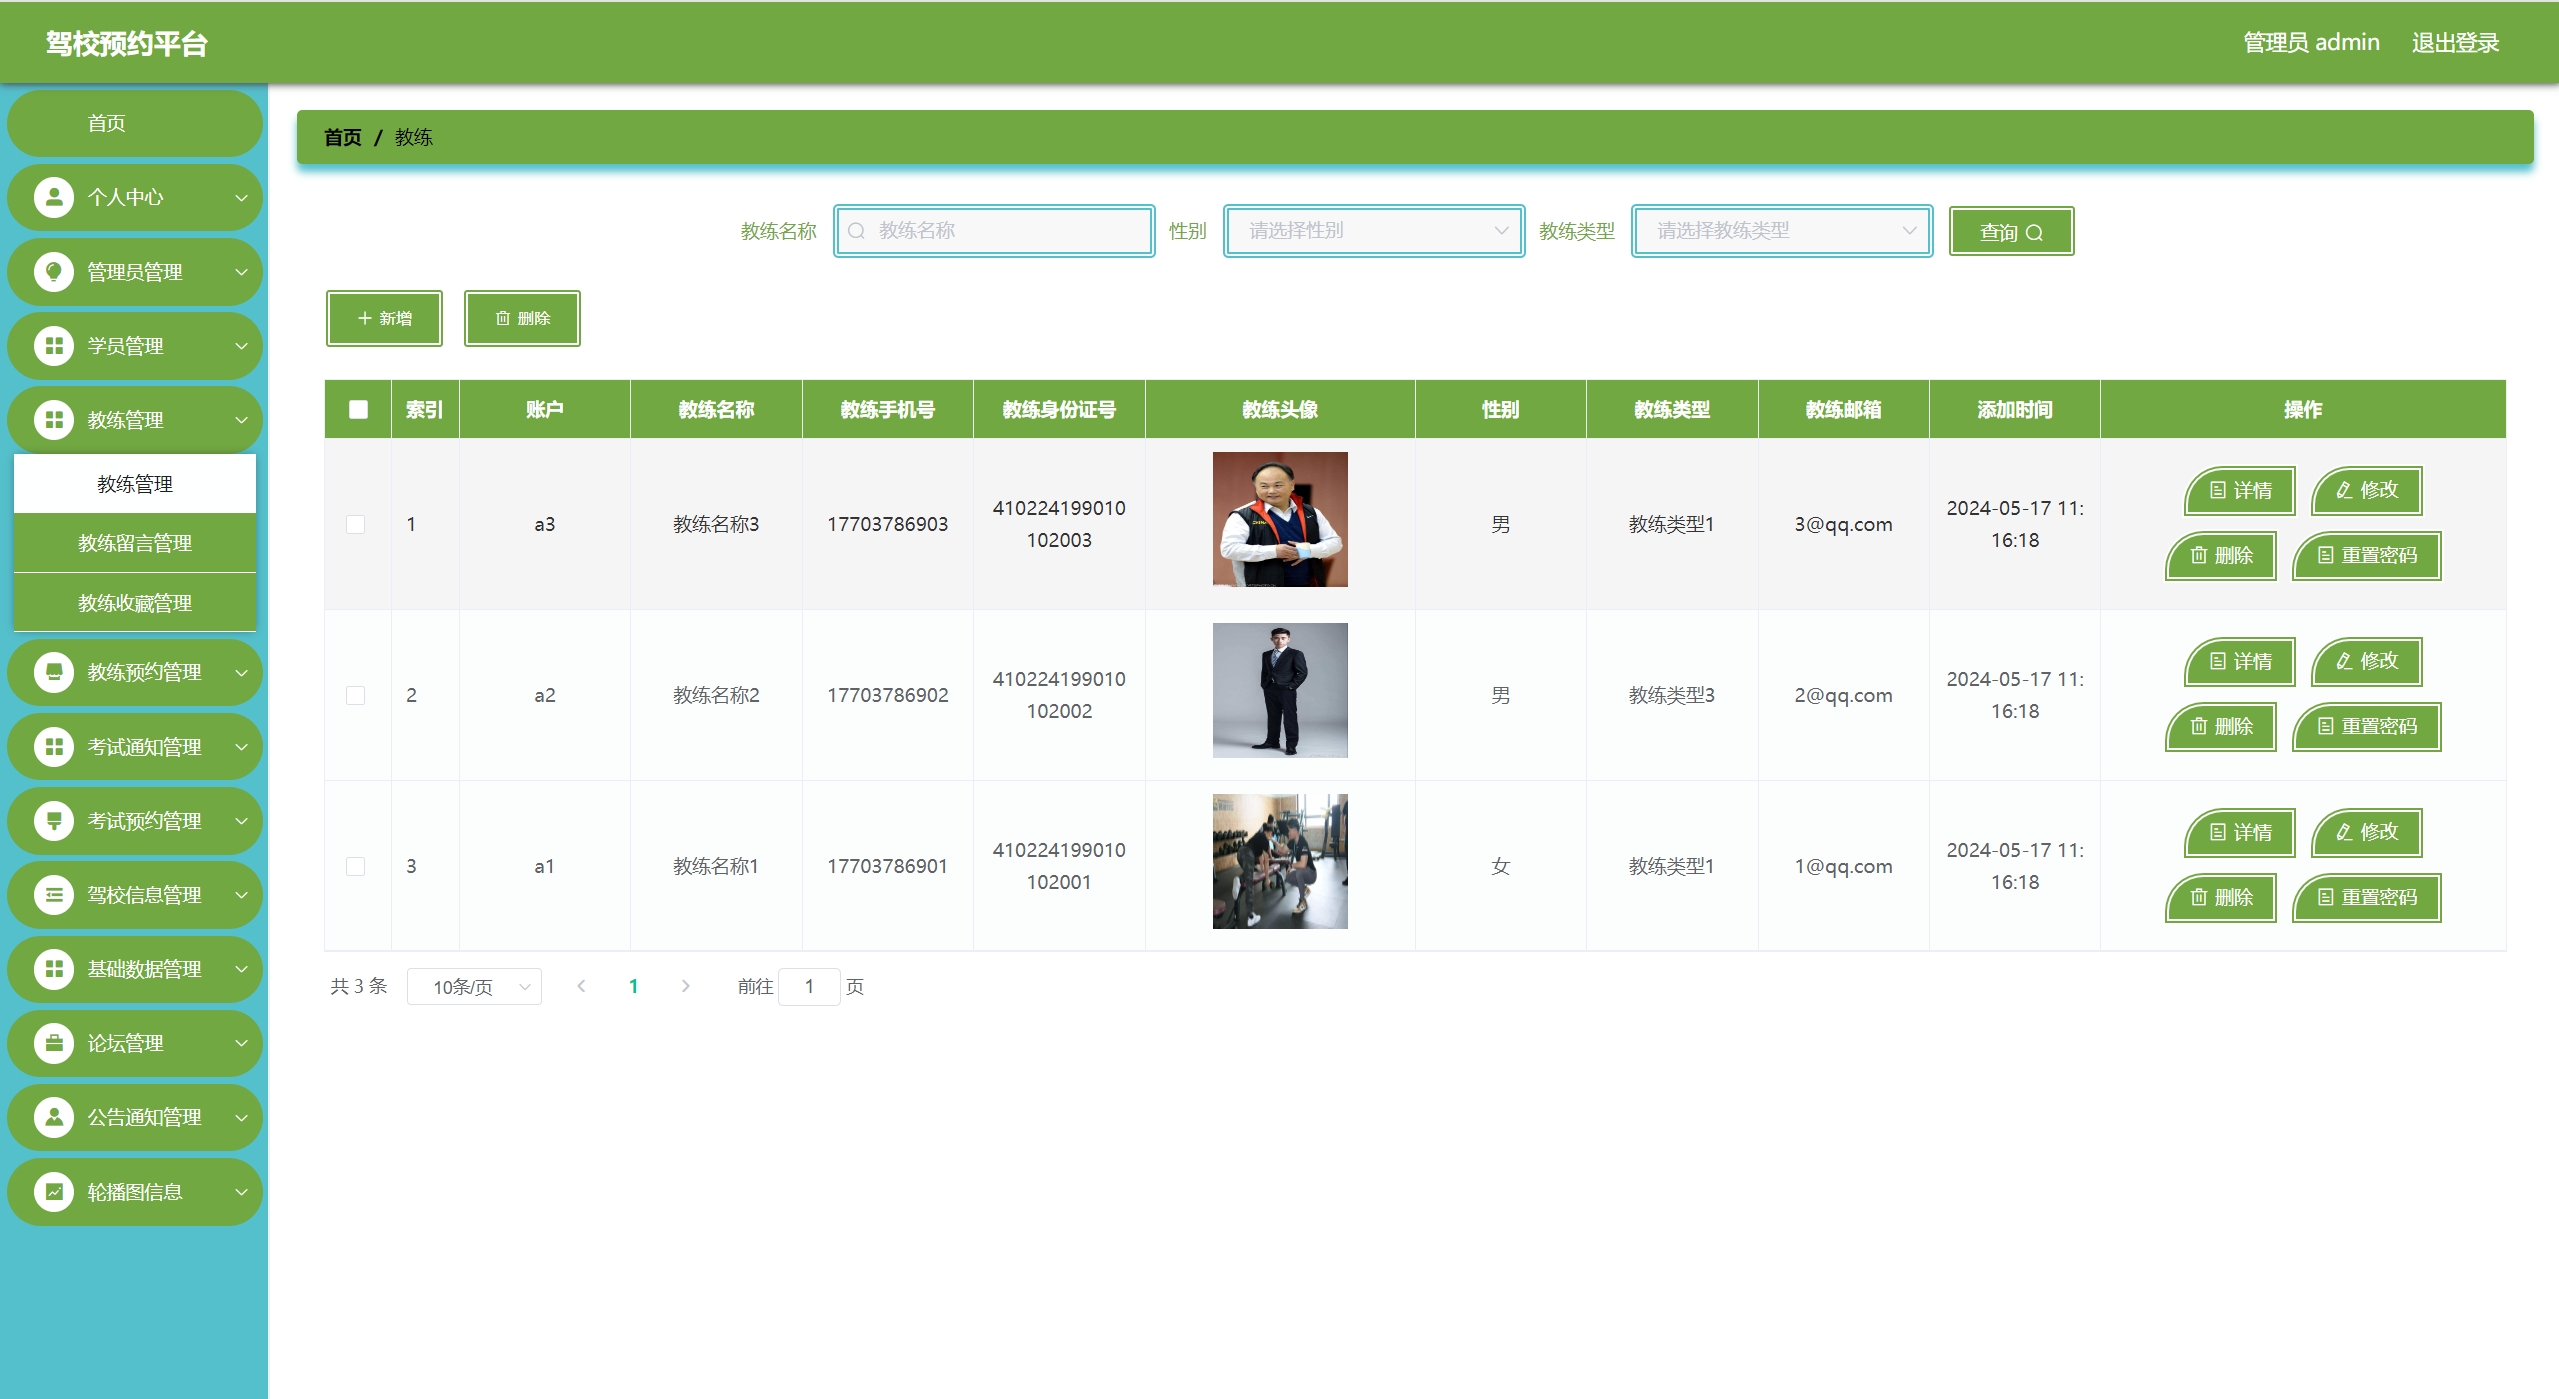 驾校预约平台
管理员 admin 退出登录
首页
个人中心
管理员管理
学员管理
教练管理
教练管理
教练留言管理
教练收藏管理
教练预约管理
考试通知管理
考试预约管理
驾校信息管理
基础数据管理
论坛管理
公告通知管理
轮播图信息
首页 / 教练
教练名称 教练名称 性别 请选择性别 教练类型 请选择教练类型 查询
新增 删除
索引 账户 教练名称 教练手机号 教练身份证号 教练头像 性别 教练类型 教练邮箱 添加时间 操作
1 a3 教练名称3 17703786903 410224199010
102003 男 教练类型1 3@qq.com 2024-05-17 11:
16:18 详情 修改
删除 重置密码
2 a2 教练名称2 17703786902 410224199010
102002 男 教练类型3 2@qq.com 2024-05-17 11:
16:18 详情 修改
删除 重置密码
3 a1 教练名称1 17703786901 410224199010
102001 女 教练类型1 1@qq.com 2024-05-17 11:
16:18 详情 修改
删除 重置密码
共 3 条 10条/页 1 前往 1 页